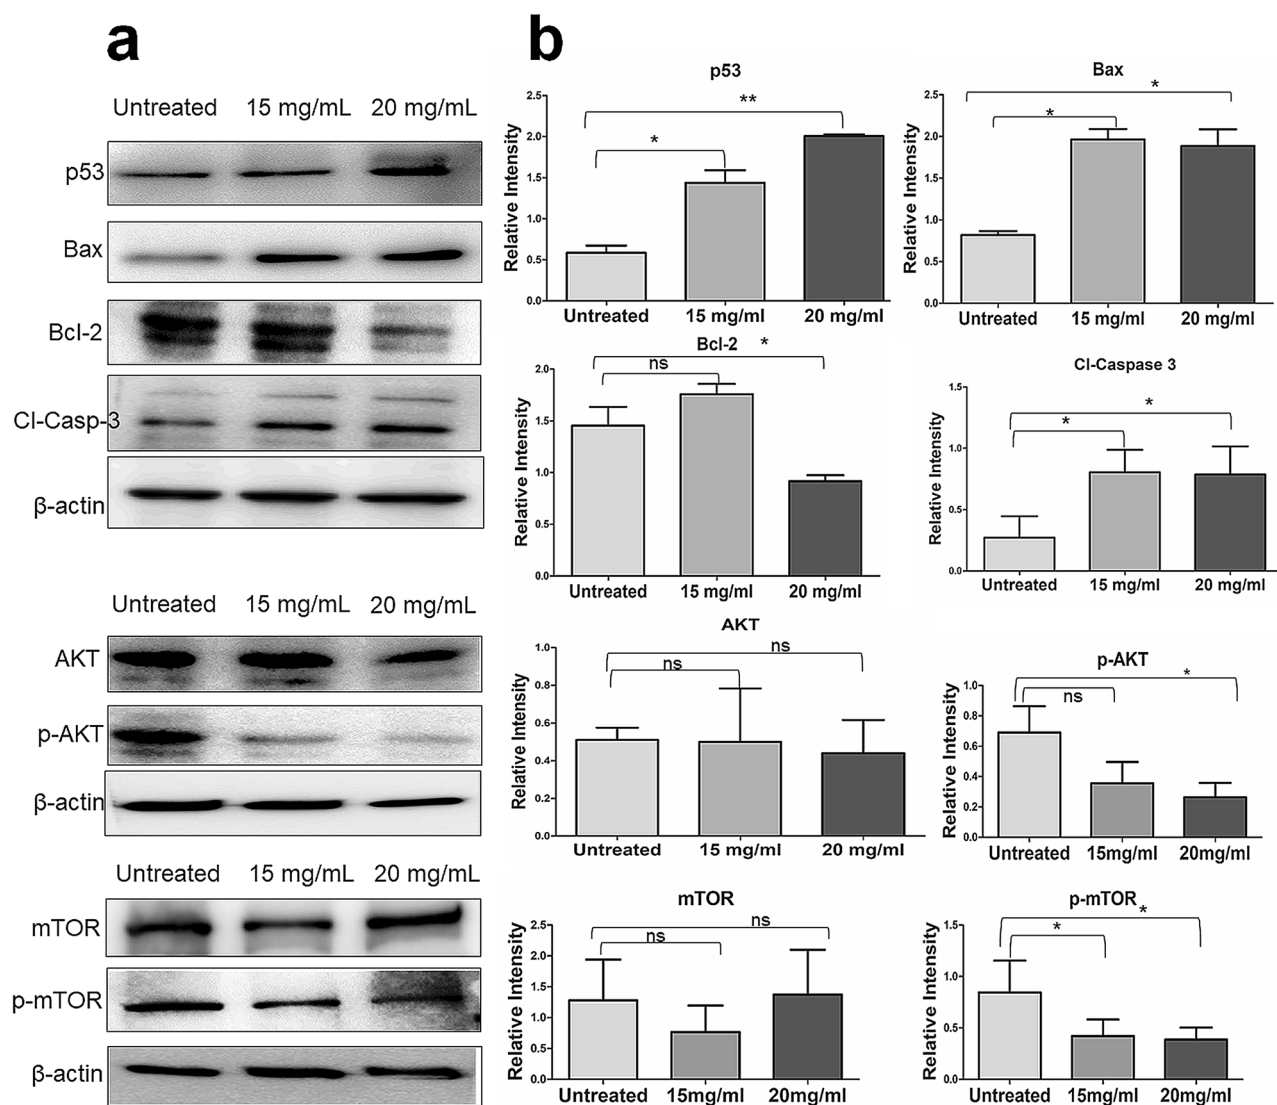 a
Untreated 15 mg/mL 20 mg/mL
p53
Bax
Bcl-2
Cl-Casp-3
β-actin
Untreated 15 mg/mL 20 mg/mL
AKT
p-AKT
β-actin
Untreated 15 mg/mL 20 mg/mL
mTOR
p-mTOR
β-actin
b
p53
**
*
Relative Intensity
2.5
2.0
1.5
1.0
0.5
0.0
Untreated 15 mg/ml 20 mg/ml
Bax
*
*
Relative Intensity
2.5
2.0
1.5
1.0
0.5
0.0
Untreated 15 mg/ml 20 mg/ml
Bcl-2 *
ns
Relative Intensity
2.0
1.5
1.0
0.5
0.0
Untreated 15 mg/ml 20 mg/ml
Cl-Caspase 3
*
*
Relative Intensity
1.5
1.0
0.5
0.0
Untreated 15 mg/ml 20 mg/ml
AKT
ns
ns
Relative Intensity
1.0
0.8
0.6
0.4
0.2
0.0
Untreated 15 mg/ml 20 mg/ml
p-AKT
*
ns
Relative Intensity
1.0
0.8
0.6
0.4
0.2
0.0
Untreated 15mg/ml 20mg/ml
mTOR
ns
ns
Relative Intensity
2.5
2.0
1.5
1.0
0.5
0.0
Untreated 15mg/ml 20mg/ml
p-mTOR
*
*
Relative Intensity
1.5
1.0
0.5
0.0
Untreated 15mg/ml 20mg/ml